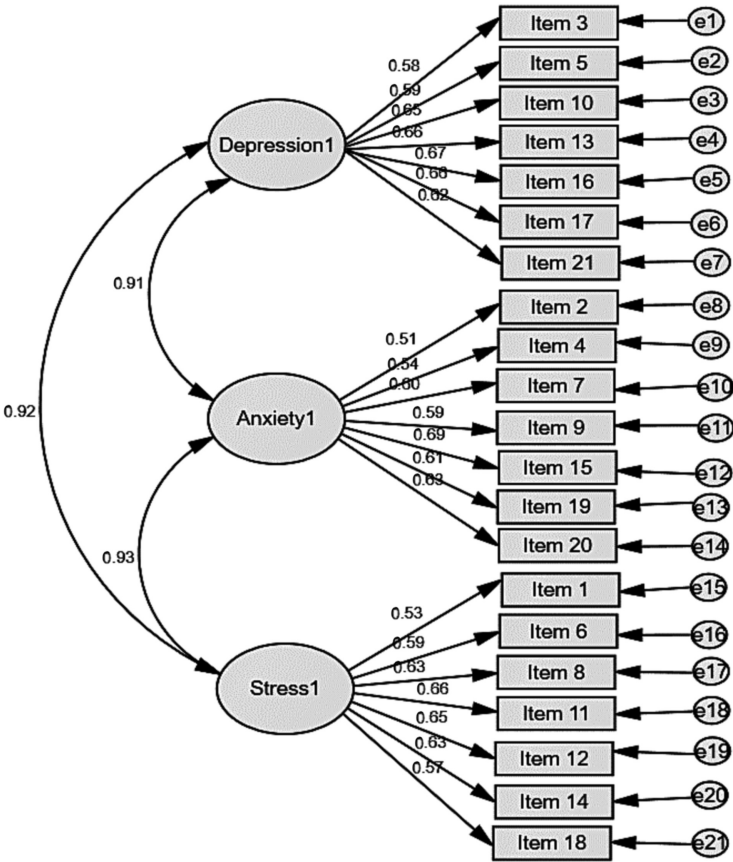 Item 3
e1
0.58
Item 5
e2
0.59
Item 10
e3
0.65
Depression1
Item 13
e4
0.66
Item 16
e5
0.67
Item 17
e6
0.66
Item 21
e7
0.62
0.91
Item 2
e8
0.51
Item 4
e9
0.54
Item 7
e10
0.60
0.92
Anxiety1
Item 9
e11
0.59
Item 15
e12
0.69
Item 19
e13
0.61
Item 20
e14
0.63
0.93
Item 1
e15
0.53
Item 6
e16
0.59
Item 8
e17
0.63
Stress1
Item 11
e18
0.66
Item 12
e19
0.65
Item 14
e20
0.63
Item 18
e21
0.57